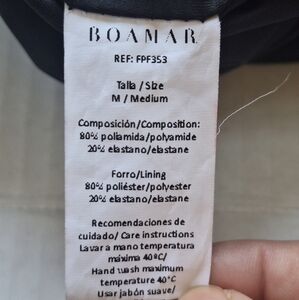 BOAMAR
REF: FPF353
Talla / Size
M / Medium
Composición/Composition:
80% poliamida/polyamide
20% elastano/elastane
Forro/Lining
80% poliéster/polyester
20% elastano/elastane
Recomendaciones de
cuidado/ Care instructions
Lavar a mano temperatura
máxima 40ºC/
Hand wash maximum
temperature 40ºC
Usar jabón suave/